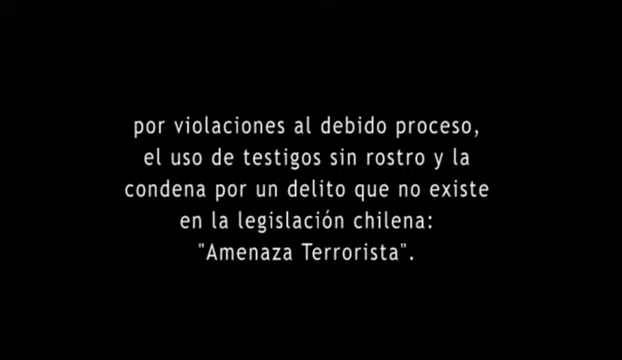 por violaciones al debido proceso,
el uso de testigos sin rostro y la
condena por un delito que no existe
en la legislación chilena:
"Amenaza Terrorista".